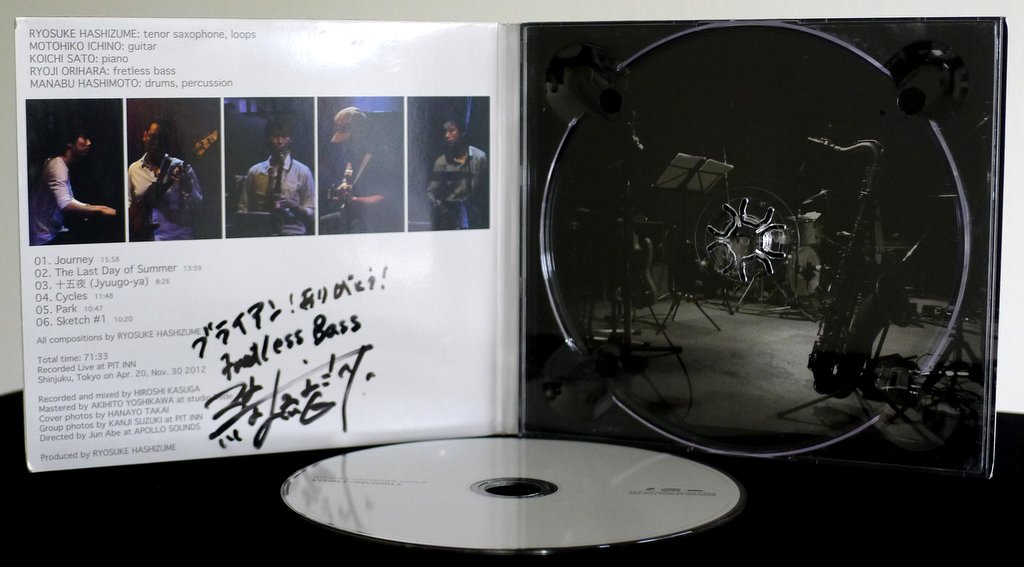 RYOSUKE HASHIZUME: tenor saxophone, loops
MOTOHIKO ICHINO: guitar
KOICHI SATO: piano
RYOJI ORIHARA: fretless bass
MANABU HASHIMOTO: drums, percussion
01. Journey 15:58
02. The Last Day of Summer 13:59
03. 十五夜 (Jyuugo-ya) 8:26
04. Cycles 11:48
05. Park 10:47
06. Sketch #1 10:20
All compositions by RYOSUKE HASHIZUME
Total time: 71:33
Recorded Live at PIT INN
Shinjuku, Tokyo on Apr. 20, Nov. 30 2012
Recorded and mixed by HIROSHI KASUGA
Mastered by AKIHITO YOSHIKAWA at
Cover photos by HANAYO TAKAI
Group photos by KANJI SUZUKI at PIT INN
Directed by Jun Abe at APOLLO SOUNDS
Produced by RYOSUKE HASHIZUME
ブライアン!ありがとう!
fretless Bass